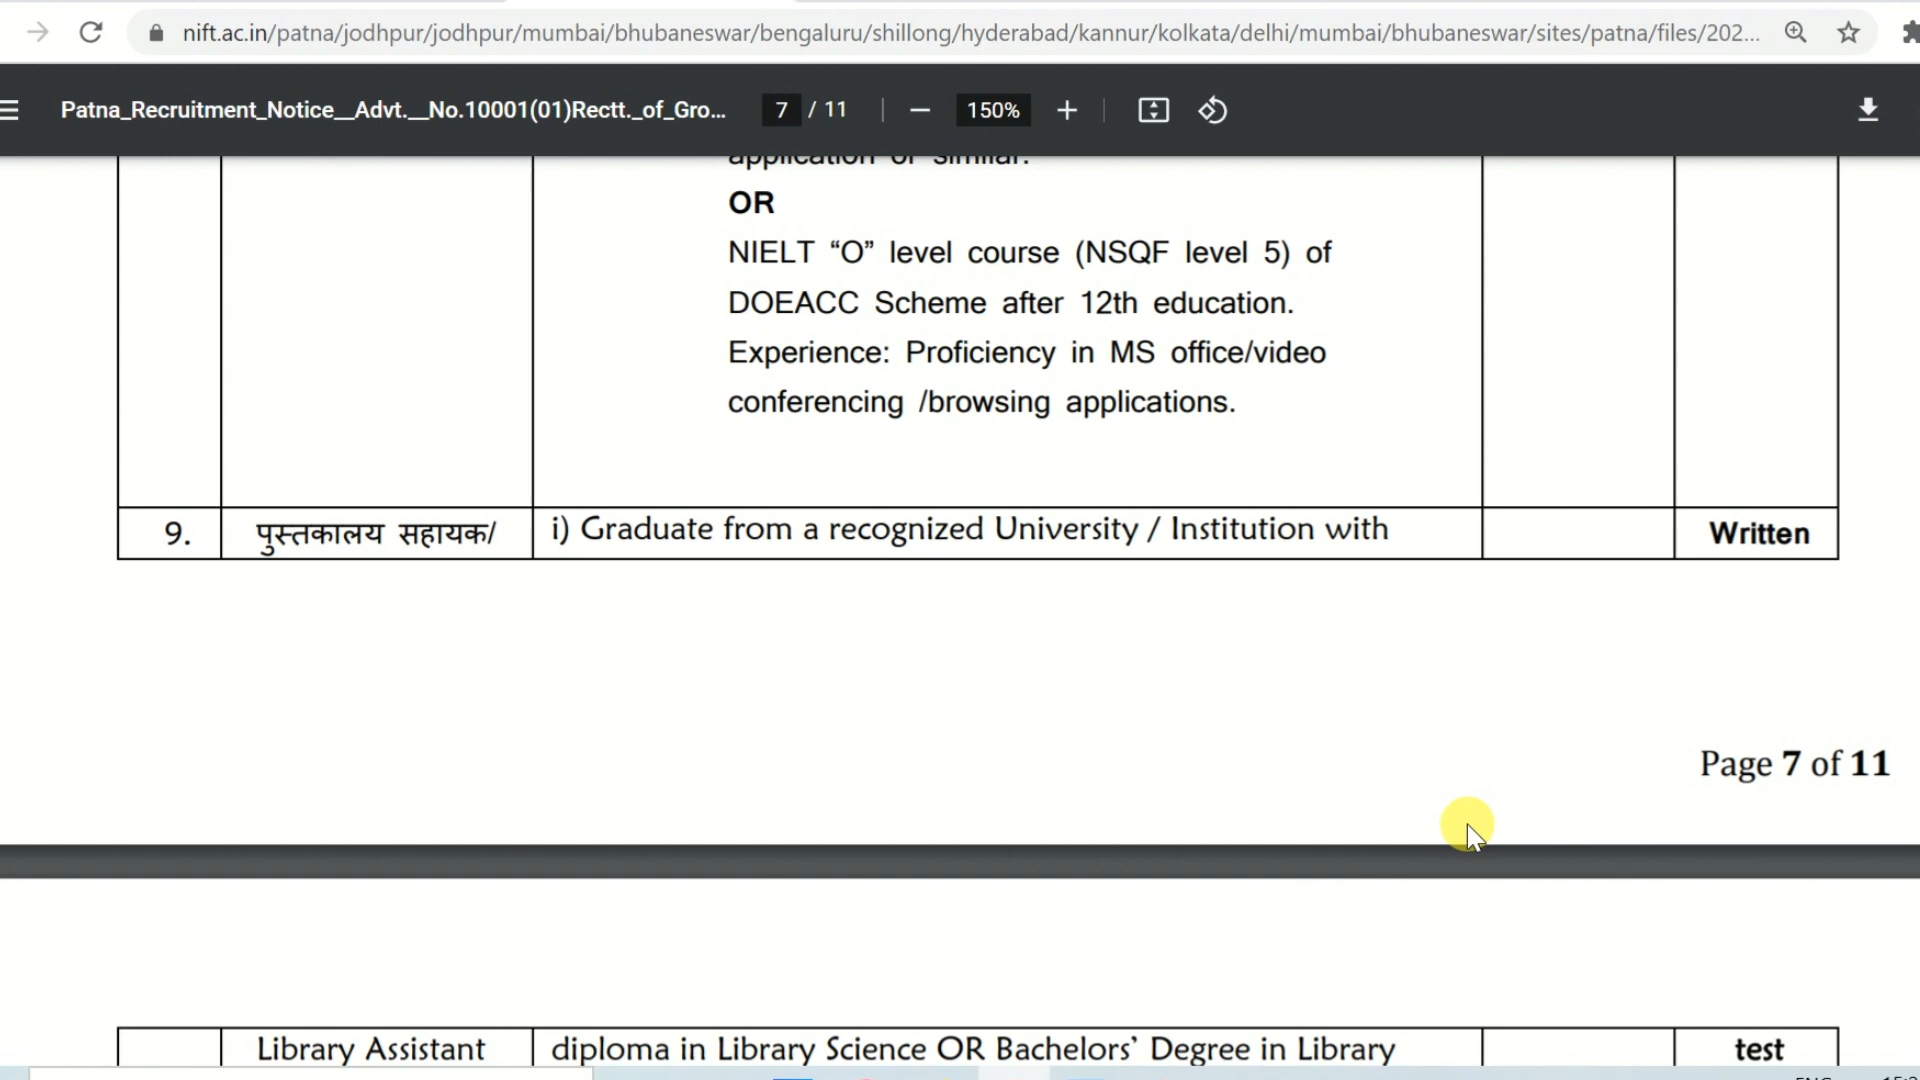 nift.ac.in/patna/jodhpur/jodhpur/mumbai/bhubaneswar/bengaluru/shillong/hyderabad/kannur/kolkata/delhi/mumbai/bhubaneswar/sites/patna/files/202...
Patna_Recruitment_Notice__Advt.__No.10001(01)Rectt._of_Gro... 7 / 11 150%
application or similar.
OR
NIELT “O” level course (NSQF level 5) of
DOEACC Scheme after 12th education.
Experience: Proficiency in MS office/video
conferencing /browsing applications.
9. पुस्तकालय सहायक/ i) Graduate from a recognized University / Institution with Written
Page 7 of 11
Library Assistant diploma in Library Science OR Bachelors’ Degree in Library test